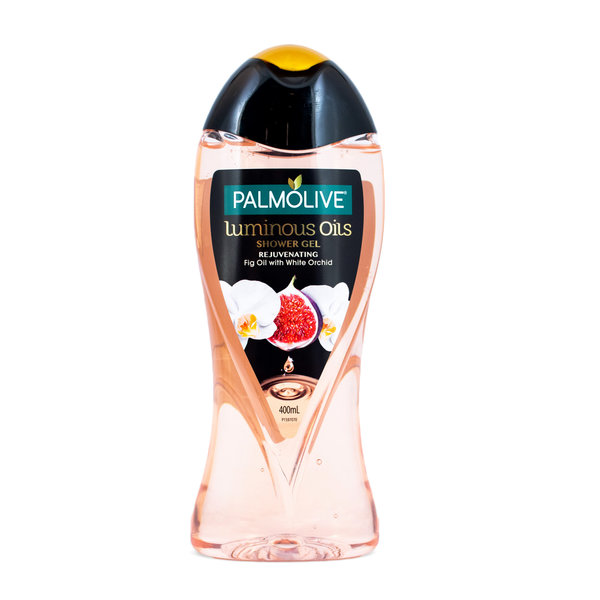 PALMOLIVE®
Luminous Oils
SHOWER GEL
REJUVENATING
Fig Oil with White Orchid
400mL